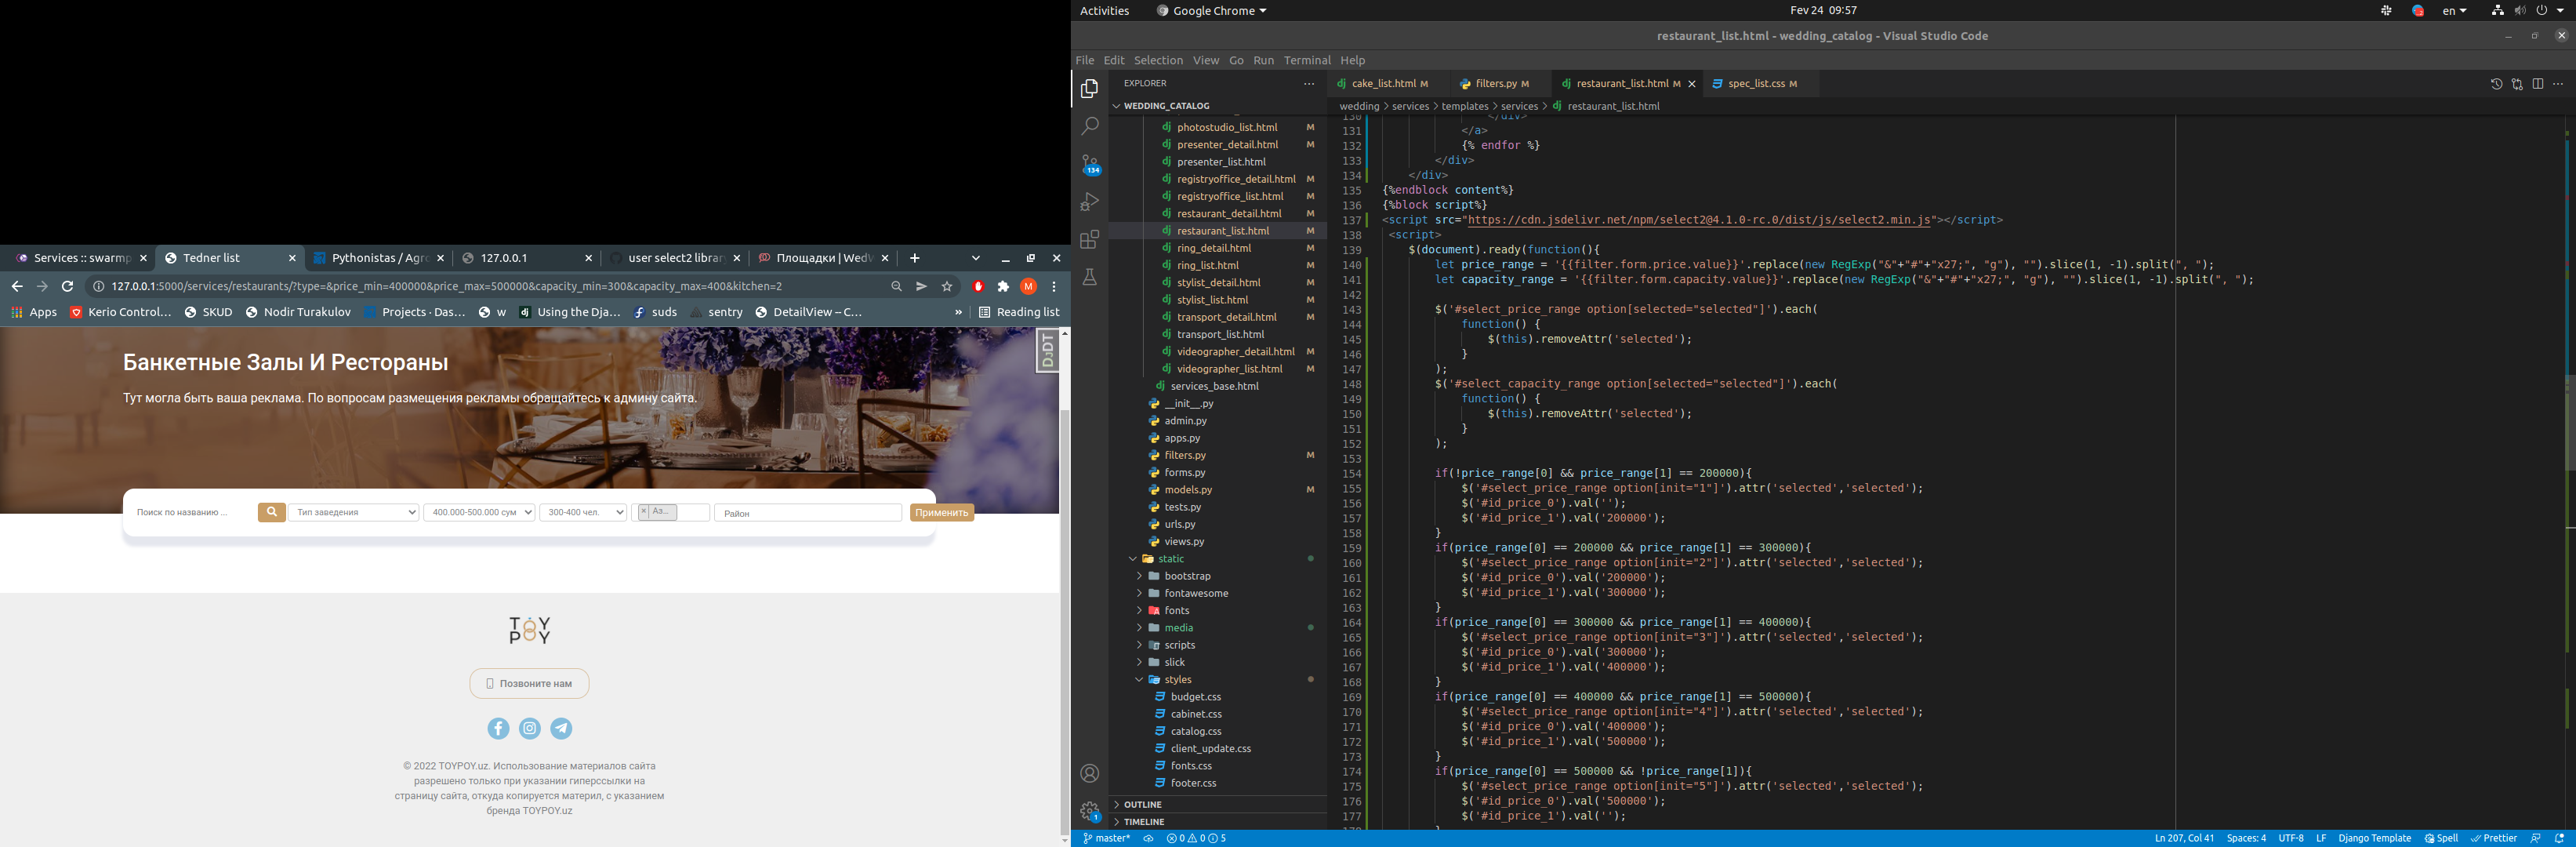 Activities
Google Chrome
Fev 24 09:57
en
restaurant_list.html - wedding_catalog - Visual Studio Code
File Edit Selection View Go Run Terminal Help
EXPLORER
cake_list.html M
filters.py M
restaurant_list.html M
spec_list.css M
WEDDING_CATALOG
wedding > services > templates > services > restaurant_list.html
photostudio_list.html M
presenter_detail.html M
presenter_list.html
registryoffice_detail.html M
registryoffice_list.html M
restaurant_detail.html M
restaurant_list.html M
ring_detail.html M
ring_list.html M
stylist_detail.html M
stylist_list.html M
transport_detail.html M
transport_list.html
videographer_detail.html M
videographer_list.html M
services_base.html
__init__.py
admin.py
apps.py
filters.py M
forms.py
models.py M
tests.py
urls.py
views.py
static
bootstrap
fontawesome
fonts
media
scripts
slick
styles
budget.css
cabinet.css
catalog.css
client_update.css
fonts.css
footer.css
OUTLINE
TIMELINE
134
1
130 </div>
131 </a>
132 {% endfor %}
133 </div>
134 </div>
135 {%endblock content%}
136 {%block script%}
137 <script src="https://cdn.jsdelivr.net/npm/select2@4.1.0-rc.0/dist/js/select2.min.js"></script>
138 <script>
139 $(document).ready(function(){
140 let price_range = '{{filter.form.price.value}}'.replace(new RegExp("&"+"#"+"x27;", "g"), "").slice(1, -1).split(", ");
141 let capacity_range = '{{filter.form.capacity.value}}'.replace(new RegExp("&"+"#"+"x27;", "g"), "").slice(1, -1).split(", ");
142
143 $('#select_price_range option[selected="selected"]').each(
144 function() {
145 $(this).removeAttr('selected');
146 }
147 );
148 $('#select_capacity_range option[selected="selected"]').each(
149 function() {
150 $(this).removeAttr('selected');
151 }
152 );
153
154 if(!price_range[0] && price_range[1] == 200000){
155 $('#select_price_range option[init="1"]').attr('selected','selected');
156 $('#id_price_0').val('');
157 $('#id_price_1').val('200000');
158 }
159 if(price_range[0] == 200000 && price_range[1] == 300000){
160 $('#select_price_range option[init="2"]').attr('selected','selected');
161 $('#id_price_0').val('200000');
162 $('#id_price_1').val('300000');
163 }
164 if(price_range[0] == 300000 && price_range[1] == 400000){
165 $('#select_price_range option[init="3"]').attr('selected','selected');
166 $('#id_price_0').val('300000');
167 $('#id_price_1').val('400000');
168 }
169 if(price_range[0] == 400000 && price_range[1] == 500000){
170 $('#select_price_range option[init="4"]').attr('selected','selected');
171 $('#id_price_0').val('400000');
172 $('#id_price_1').val('500000');
173 }
174 if(price_range[0] == 500000 && !price_range[1]){
175 $('#select_price_range option[init="5"]').attr('selected','selected');
176 $('#id_price_0').val('500000');
177 $('#id_price_1').val('');
master* 0 0 5
Ln 207, Col 41 Spaces: 4 UTF-8 LF Django Template Spell Prettier
Services :: swarmp
Tedner list
Pythonistas / Agro
127.0.0.1
user select2 librar
Площадки | WedW
127.0.0.1:5000/services/restaurants/?type=&price_min=400000&price_max=500000&capacity_min=300&capacity_max=400&kitchen=2
M
Apps Kerio Control... SKUD Nodir Turakulov Projects · Das... w Using the Dja... suds sentry DetailView – C... » Reading list
DjDT
Банкетные Залы И Рестораны
Тут могла быть ваша реклама. По вопросам размещения рекламы обращайтесь к админу сайта.
Поиск по названию ...
Тип заведения
400.000-500.000 сум
300-400 чел.
× Аз...
Район
Применить
TOY
POY
Позвоните нам
© 2022 TOYPOY.uz. Использование материалов сайта
разрешено только при указании гиперссылки на
страницу сайта, откуда копируется материл, с указанием
бренда TOYPOY.uz